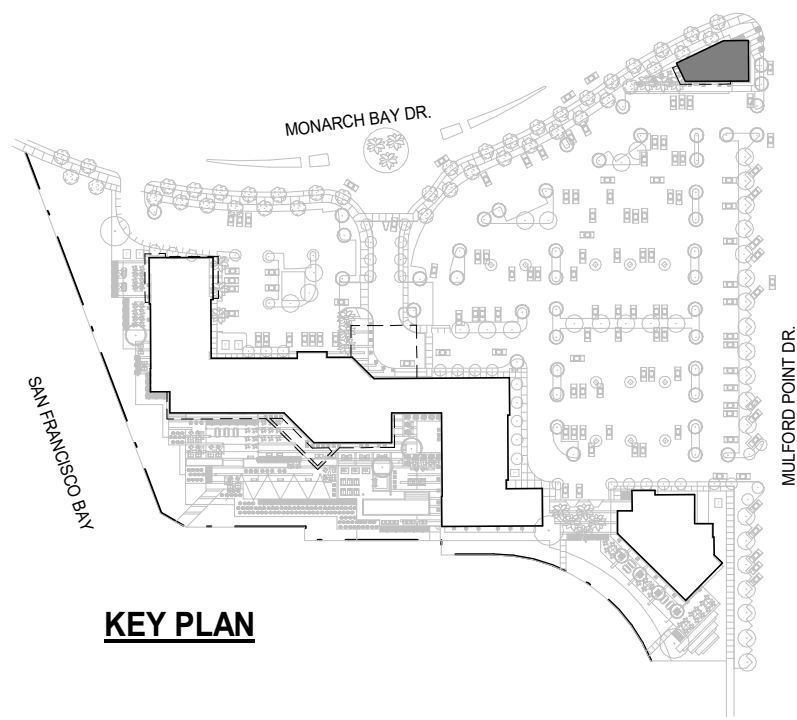 MONARCH BAY DR.
MULFORD POINT DR.
SAN FRANCISCO BAY
KEY PLAN